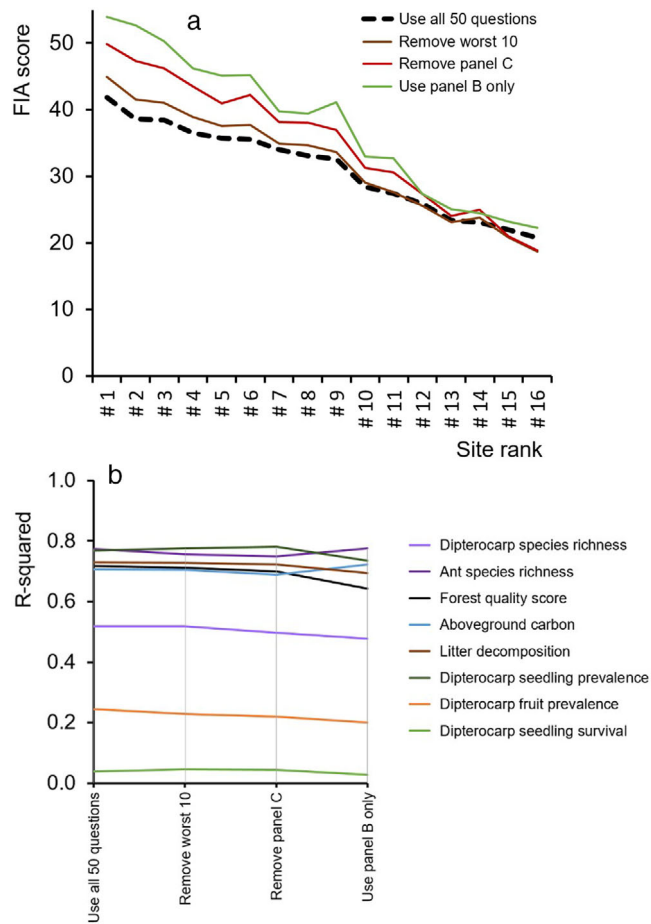 a
FIA score
50
40
30
20
10
0
Use all 50 questions
Remove worst 10
Remove panel C
Use panel B only
# 1
# 2
# 3
# 4
# 5
# 6
# 7
# 8
# 9
# 10
# 11
# 12
# 13
# 14
# 15
# 16
Site rank
b
R-squared
1.0
0.8
0.6
0.4
0.2
0.0
Use all 50 questions
Remove worst 10
Remove panel C
Use panel B only
Dipterocarp species richness
Ant species richness
Forest quality score
Aboveground carbon
Litter decomposition
Dipterocarp seedling prevalence
Dipterocarp fruit prevalence
Dipterocarp seedling survival